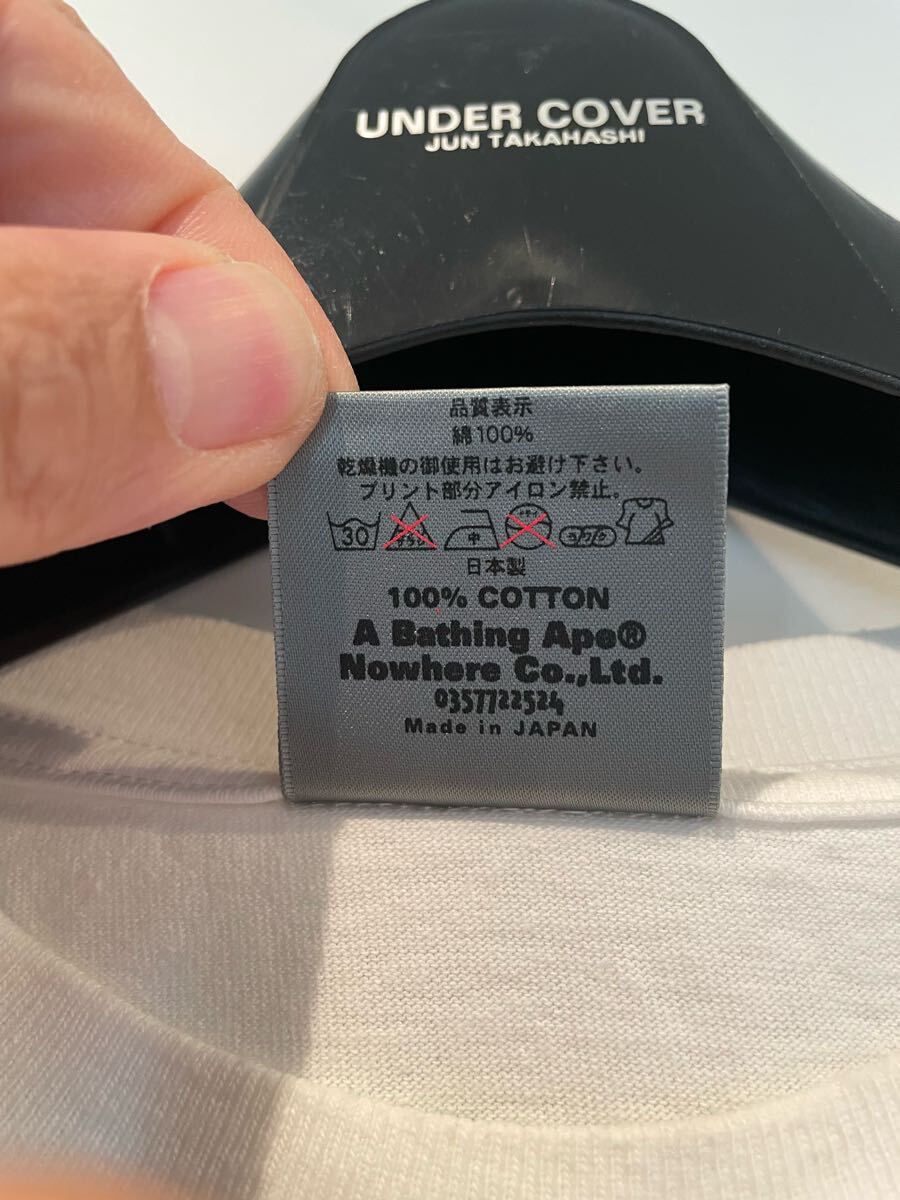 UNDER COVER
JUN TAKAHASHI
品質表示
綿100%
乾燥機の御使用はお避け下さい。
プリント部分アイロン禁止。
30 中
日本製
100% COTTON
A Bathing Ape®
Nowhere Co.,Ltd.
0357722524
Made in JAPAN